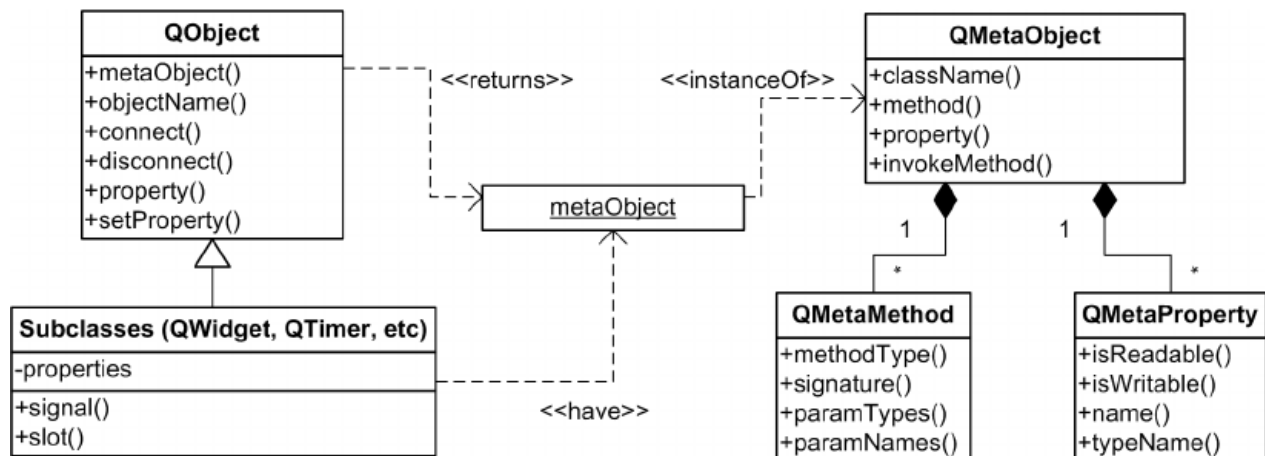 QObject
+metaObject()
+objectName()
+connect()
+disconnect()
+property()
+setProperty()
<<returns>>
<<instanceOf>>
QMetaObject
+className()
+method()
+property()
+invokeMethod()
metaObject
1
*
1
*
Subclasses (QWidget, QTimer, etc)
-properties
+signal()
+slot()
<<have>>
QMetaMethod
+methodType()
+signature()
+paramTypes()
+paramNames()
QMetaProperty
+isReadable()
+isWritable()
+name()
+typeName()